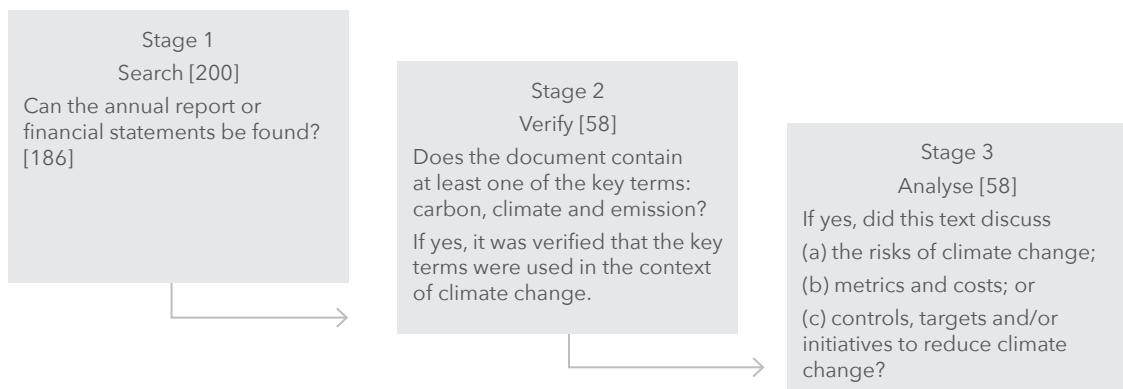 Stage 1
Search [200]
Can the annual report or
financial statements be found?
[186]
Stage 2
Verify [58]
Does the document contain
at least one of the key terms:
carbon, climate and emission?
If yes, it was verified that the key
terms were used in the context
of climate change.
Stage 3
Analyse [58]
If yes, did this text discuss
(a) the risks of climate change;
(b) metrics and costs; or
(c) controls, targets and/or
initiatives to reduce climate
change?